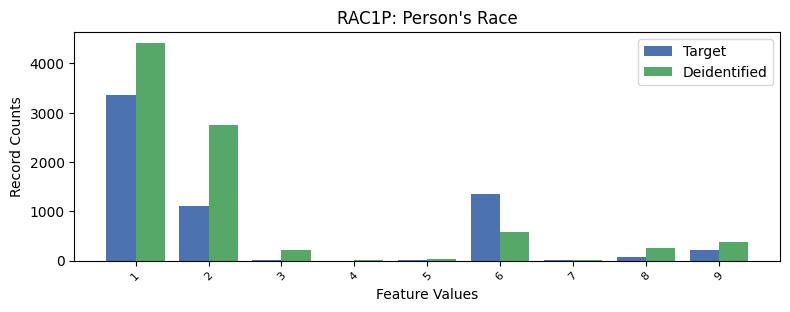 RAC1P: Person's Race
Target
Deidentified
Record Counts
4000
3000
2000
1000
0
1 2 3 4 5 6 7 8 9
Feature Values